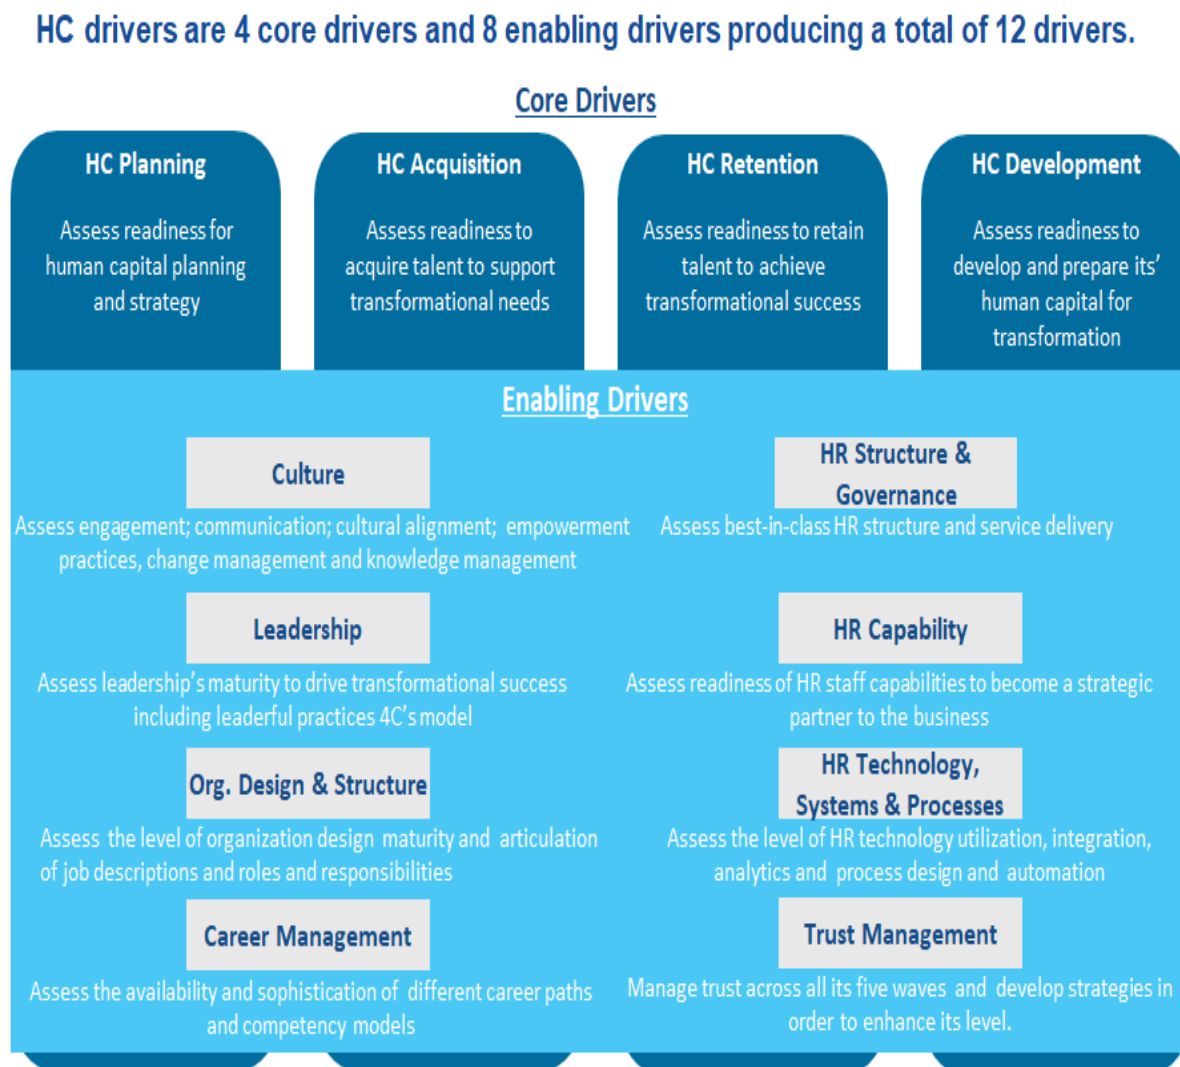 HC drivers are 4 core drivers and 8 enabling drivers producing a total of 12 drivers.
Core Drivers
HC Planning
Assess readiness for
human capital planning
and strategy
HC Acquisition
Assess readiness to
acquire talent to support
transformational needs
HC Retention
Assess readiness to retain
talent to achieve
transformational success
HC Development
Assess readiness to
develop and prepare its’
human capital for
transformation
Enabling Drivers
Culture
Assess engagement; communication; cultural alignment; empowerment
practices, change management and knowledge management
HR Structure &
Governance
Assess best-in-class HR structure and service delivery
Leadership
Assess leadership’s maturity to drive transformational success
including leaderful practices 4C’s model
HR Capability
Assess readiness of HR staff capabilities to become a strategic
partner to the business
Org. Design & Structure
Assess the level of organization design maturity and articulation
of job descriptions and roles and responsibilities
HR Technology,
Systems & Processes
Assess the level of HR technology utilization, integration,
analytics and process design and automation
Career Management
Assess the availability and sophistication of different career paths
and competency models
Trust Management
Manage trust across all its five waves and develop strategies in
order to enhance its level.